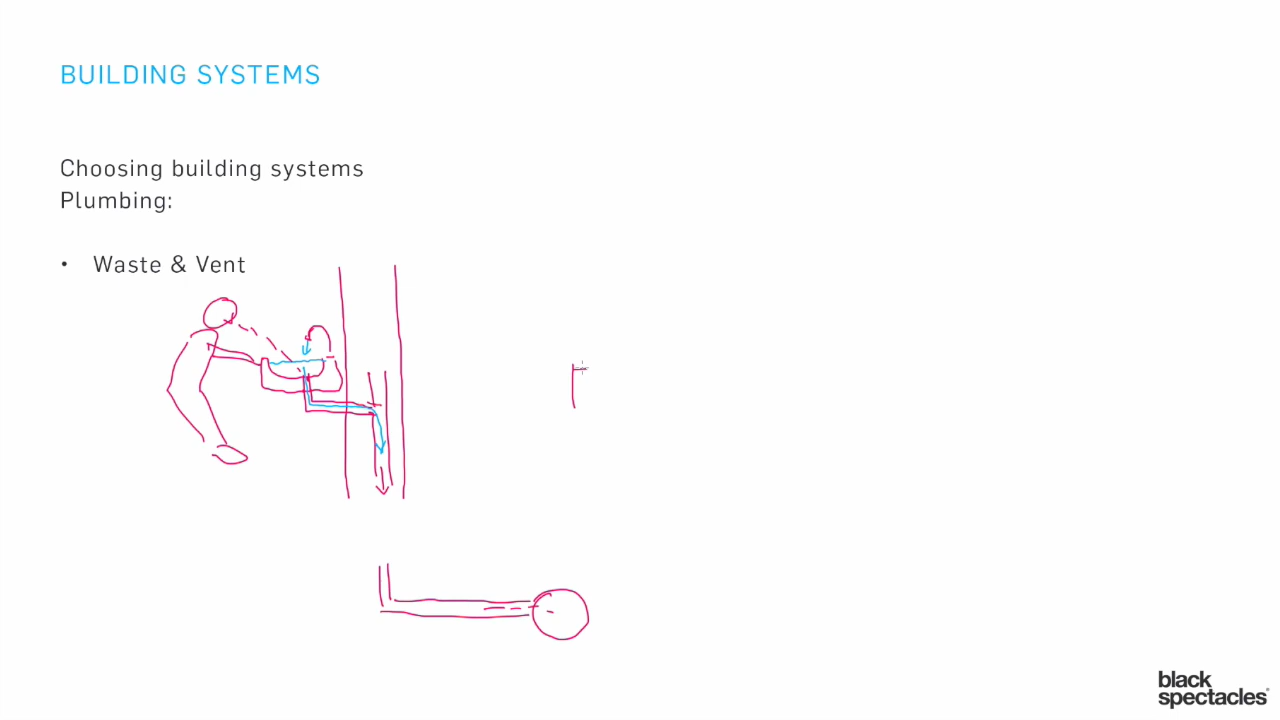 BUILDING SYSTEMS
Choosing building systems
Plumbing:
• Waste & Vent
black
spectacles®